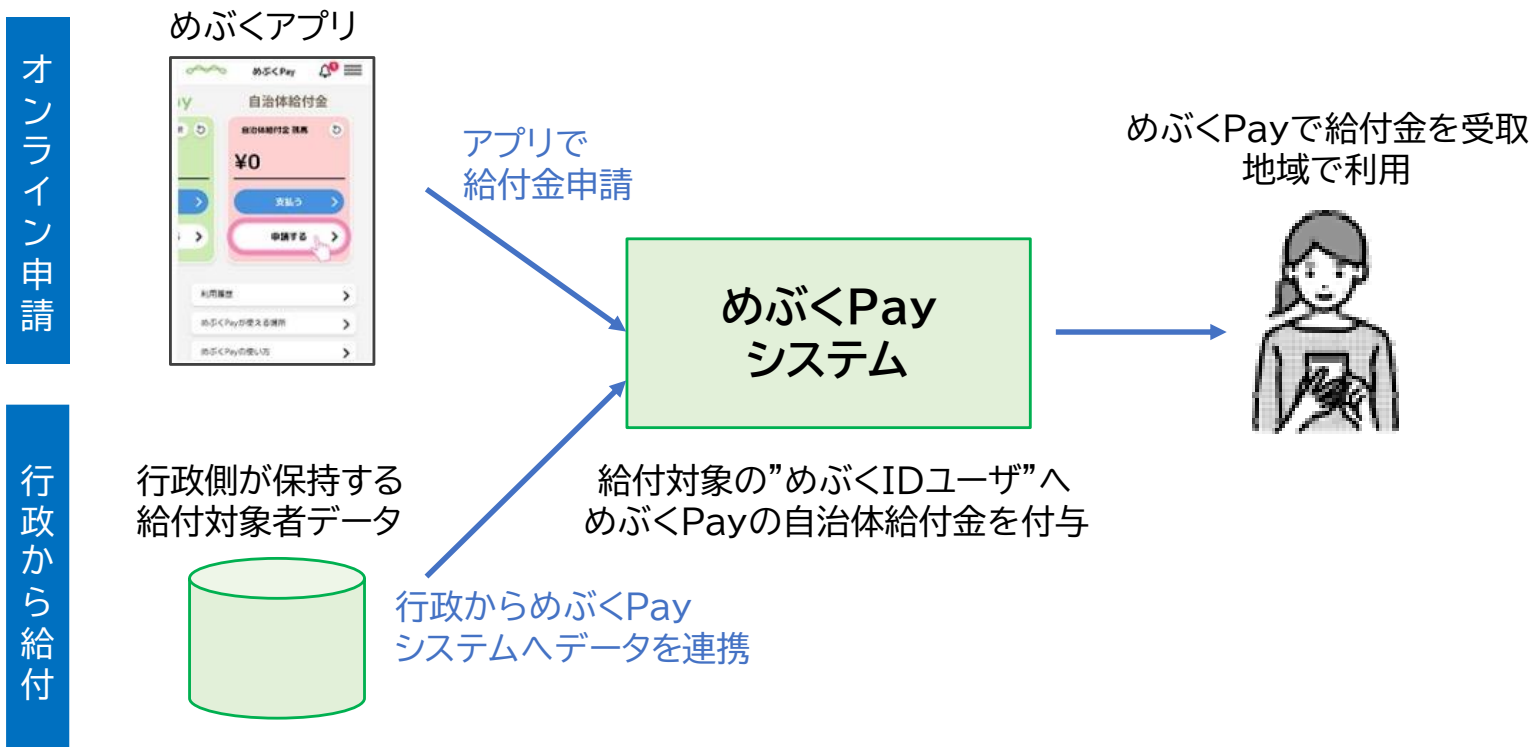 オンライン申請
めぶくアプリ
めぶくPay
自治体給付金
自治体給付金 残高
¥0
支払う
申請する
利用履歴
めぶくPayが使える場所
めぶくPayの使い方
アプリで
給付金申請
めぶくPay
システム
めぶくPayで給付金を受取
地域で利用
行政から給付
行政側が保持する
給付対象者データ
給付対象の”めぶくIDユーザ”へ
めぶくPayの自治体給付金を付与
行政からめぶくPay
システムへデータを連携